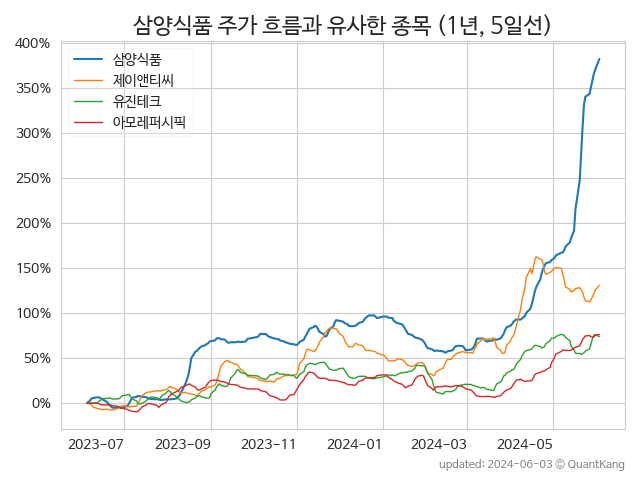 삼양식품 주가 흐름과 유사한 종목 (1년, 5일선)
400%
350%
300%
250%
200%
150%
100%
50%
0%
삼양식품
제이앤티씨
유진테크
아모레퍼시픽
2023-07
2023-09
2023-11
2024-01
2024-03
2024-05
updated: 2024-06-03 © QuantKang